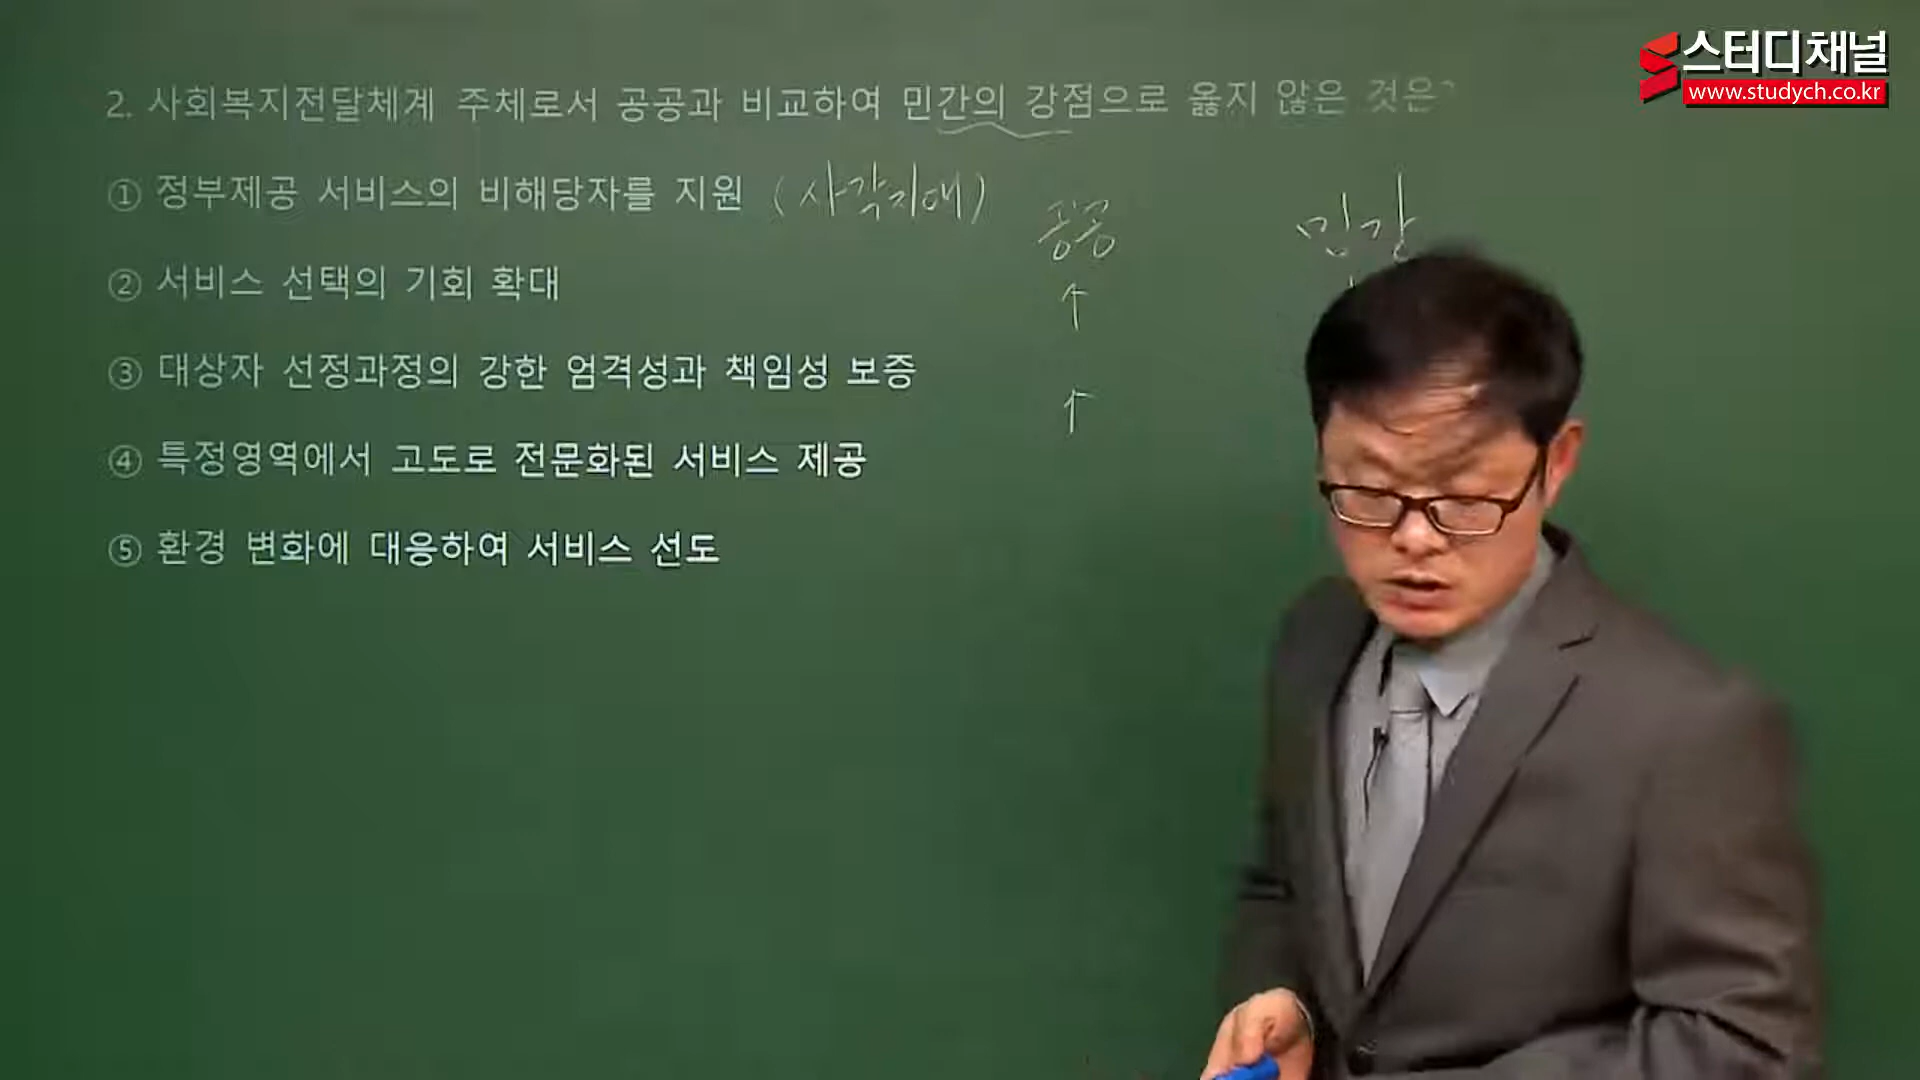 스터디채널
www.studych.co.kr
2. 사회복지전달체계 주체로서 공공과 비교하여 민간의 강점으로 옳지 않은 것은?
① 정부제공 서비스의 비해당자를 지원 (사각지대)
공공 민간
② 서비스 선택의 기회 확대
↑
③ 대상자 선정과정의 강한 엄격성과 책임성 보증
↑
④ 특정영역에서 고도로 전문화된 서비스 제공
⑤ 환경 변화에 대응하여 서비스 선도